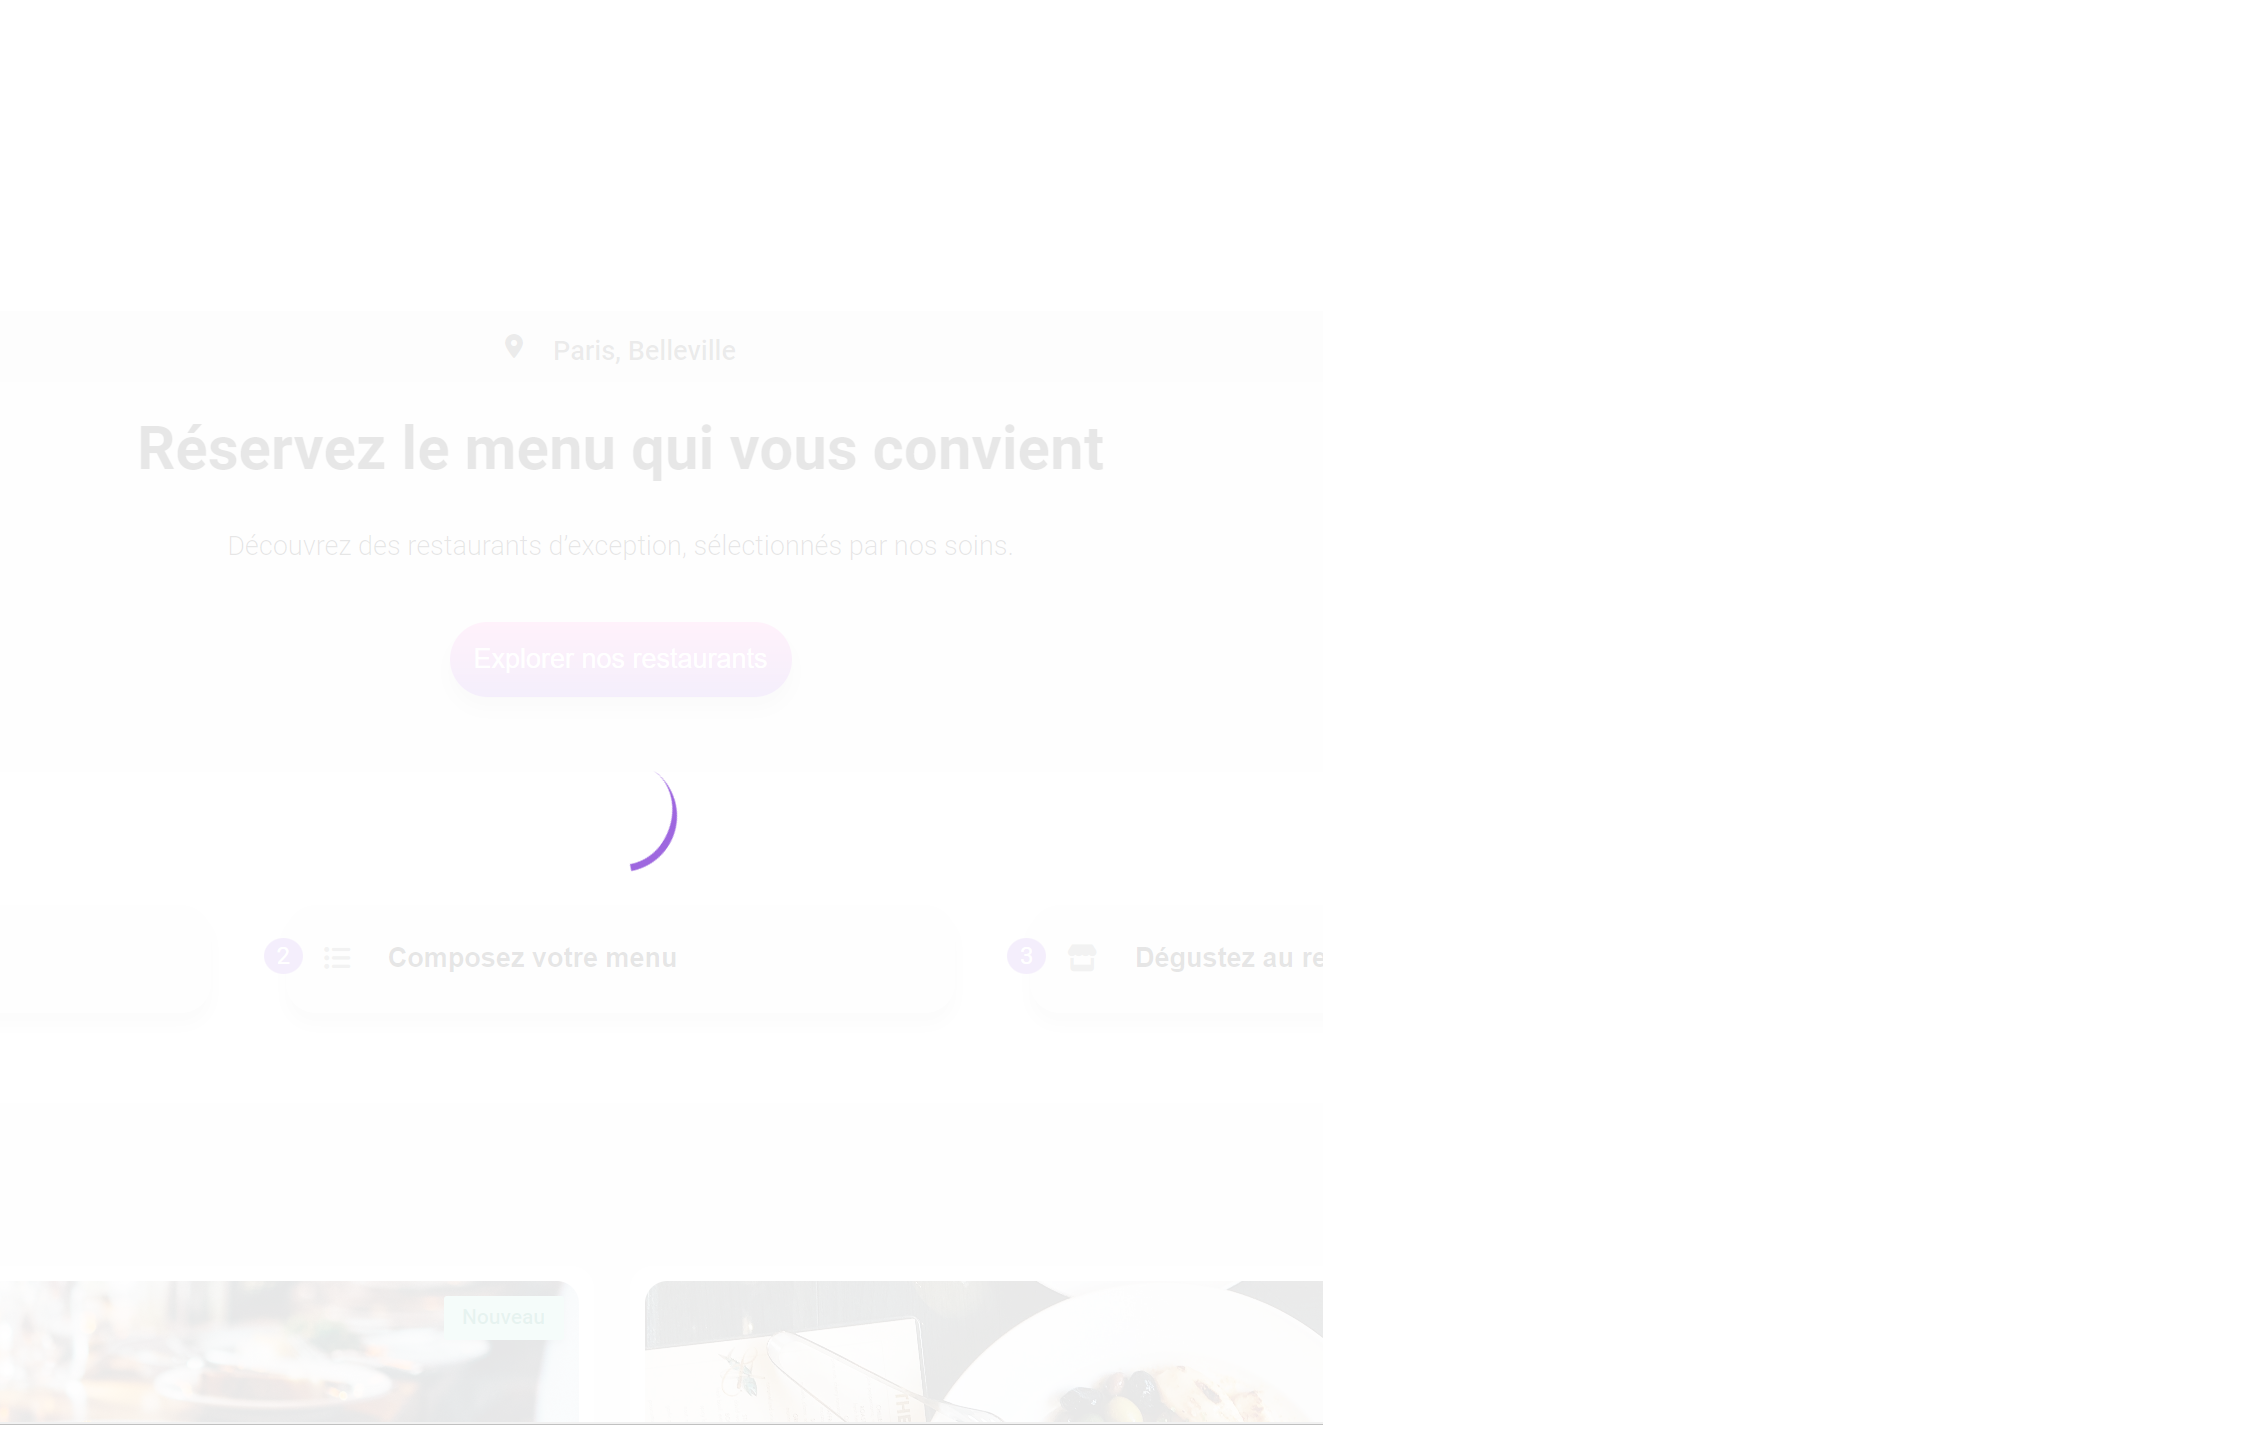 Paris, Belleville
Réservez le menu qui vous convient
Découvrez des restaurants d'exception, sélectionnés par nos soins.
Explorer nos restaurants
2 Composez votre menu
3 Dégustez au re
Nouveau
THE